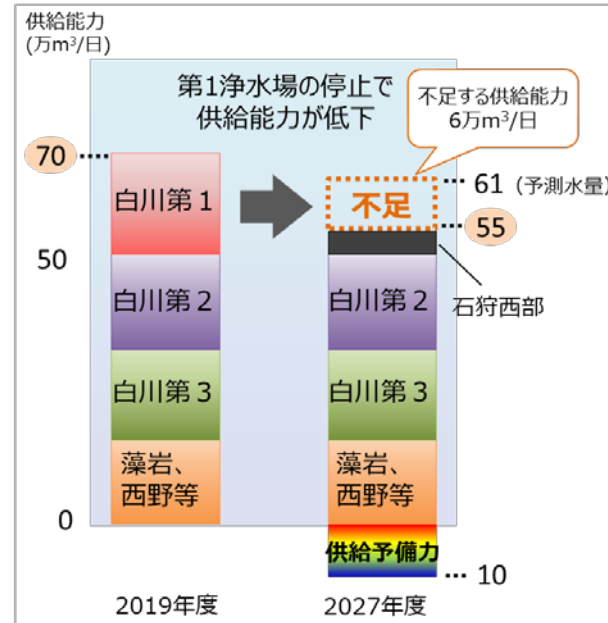 供給能力
(万m³/日)
第1浄水場の停止で
供給能力が低下
不足する供給能力
6万m³/日
70
白川第１
不足
61 (予測水量)
55
50
石狩西部
白川第２
白川第２
白川第３
白川第３
藻岩、
西野等
藻岩、
西野等
0
供給予備力
10
2019年度
2027年度